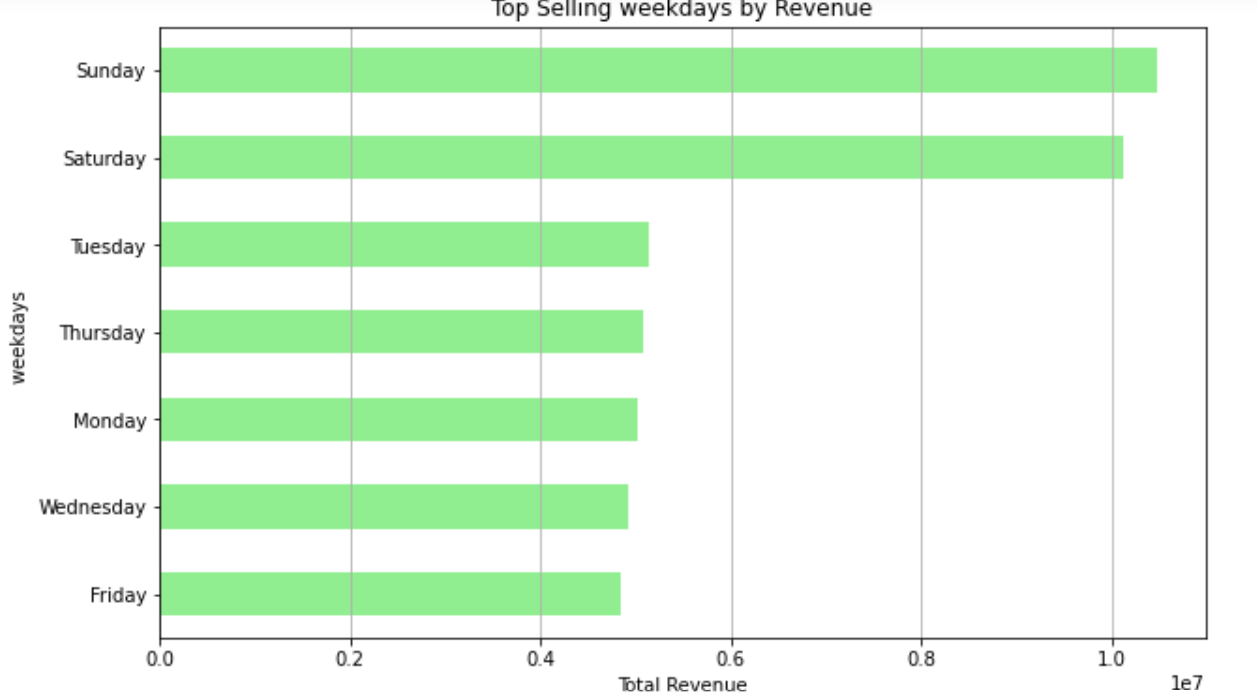 Top Selling weekdays by Revenue
Sunday
Saturday
Tuesday
Thursday
Monday
Wednesday
Friday
weekdays
0.0 0.2 0.4 0.6 0.8 1.0
Total Revenue
1e7